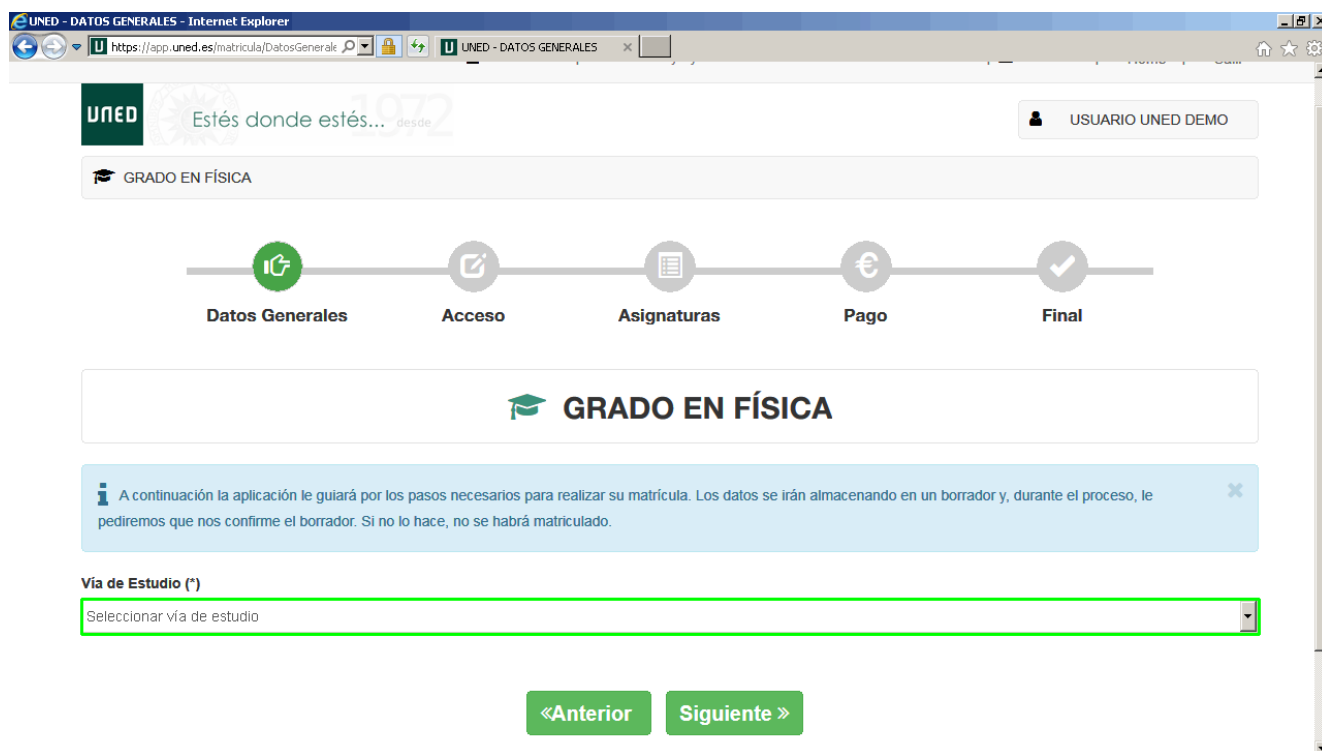 UNED - DATOS GENERALES - Internet Explorer
https://app.uned.es/matricula/DatosGenerale
UNED - DATOS GENERALES
UNED
Estés donde estés... desde 1972
USUARIO UNED DEMO
GRADO EN FÍSICA
Datos Generales Acceso Asignaturas Pago Final
GRADO EN FÍSICA
A continuación la aplicación le guiará por los pasos necesarios para realizar su matrícula. Los datos se irán almacenando en un borrador y, durante el proceso, le
pediremos que nos confirme el borrador. Si no lo hace, no se habrá matriculado.
Vía de Estudio (*)
Seleccionar vía de estudio
«Anterior Siguiente »